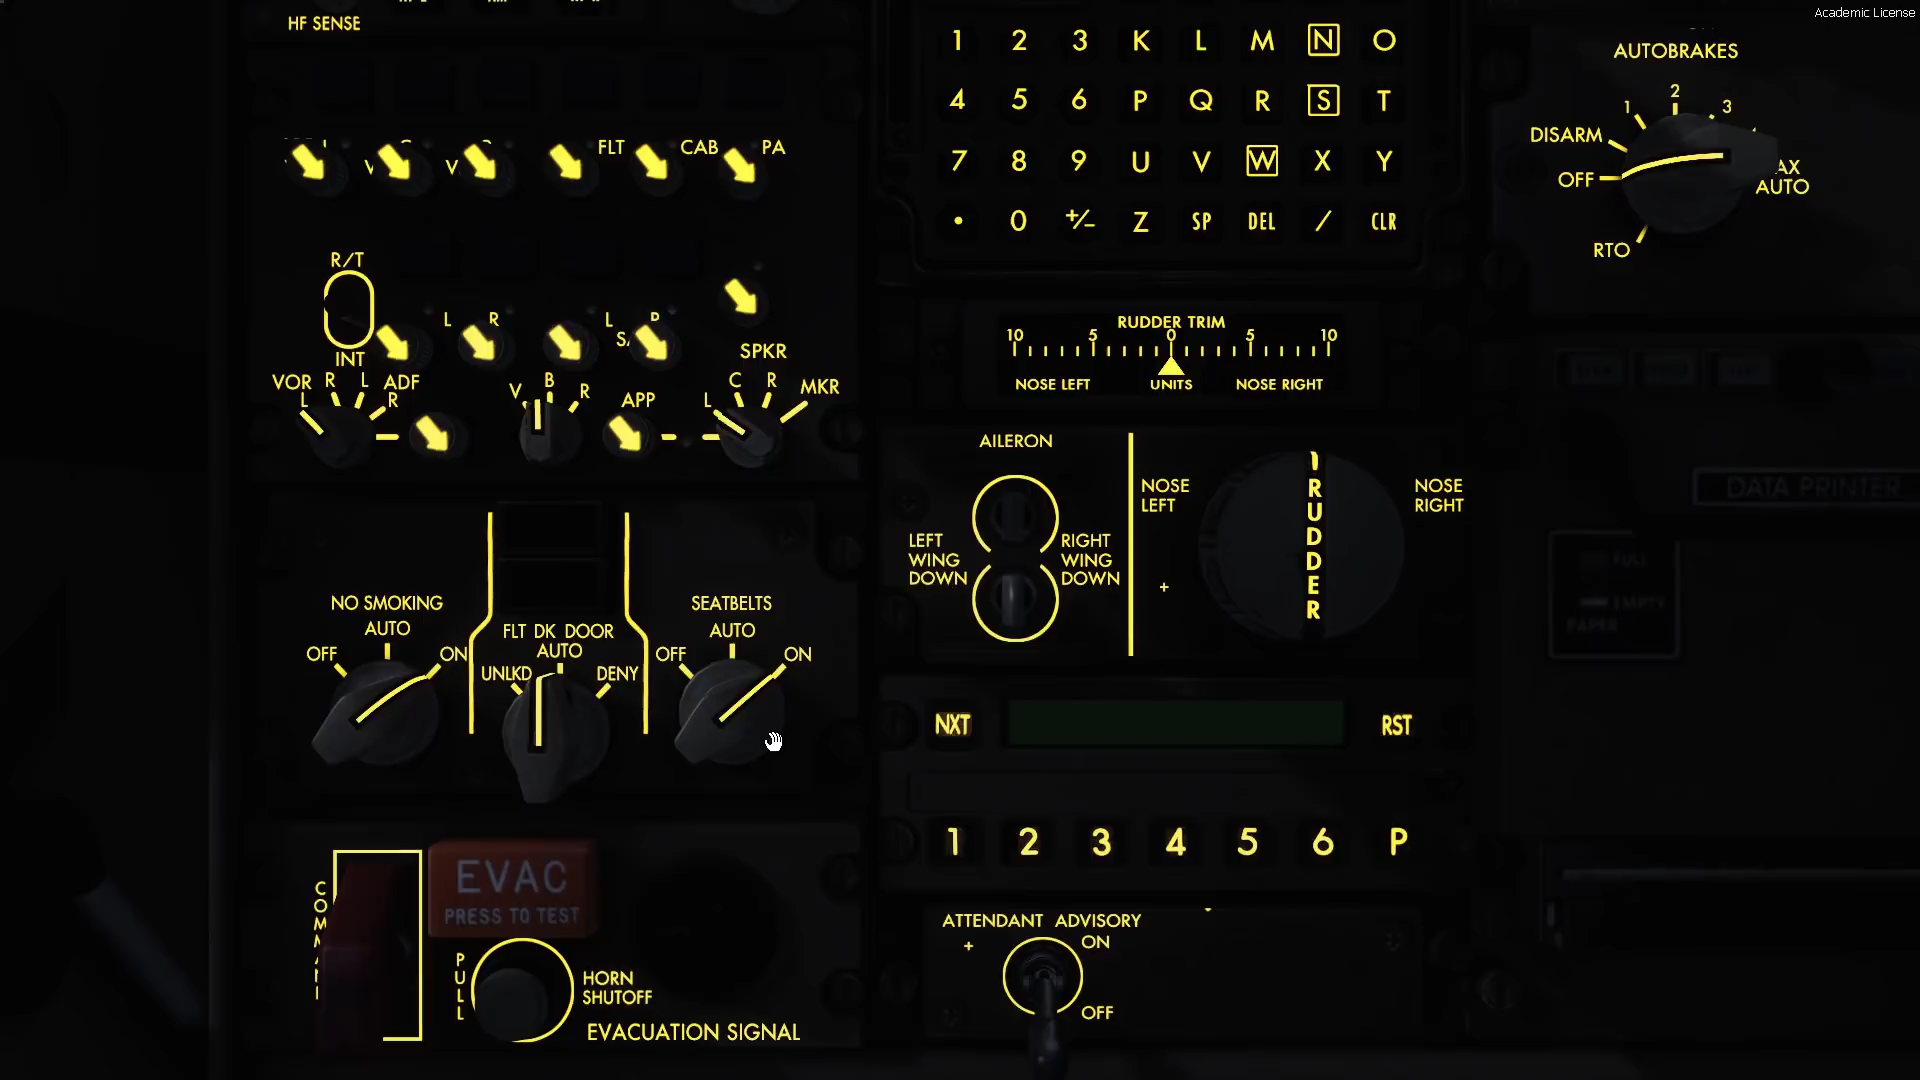 Academic License
HF SENSE
1 2 3 K L M N O
4 5 6 P Q R S T
7 8 9 U V W X Y
• 0 +/- Z SP DEL / CLR
AUTOBRAKES
1 2 3
DISARM
OFF
AUTO
RTO
FLT CAB PA
V V
R/T
INT
L R L
SPKR
VOR L R L ADF R
V B R
APP
L C R MKR
RUDDER TRIM
10 5 0 5 10
NOSE LEFT UNITS NOSE RIGHT
AILERON
LEFT
WING
DOWN
RIGHT
WING
DOWN
NOSE
LEFT
RUDDER
NOSE
RIGHT
DATA PRINTER
FULL
EMPTY
PAPER
NO SMOKING
OFF AUTO ON
FLT DK DOOR
AUTO
UNLKD DENY
SEATBELTS
OFF AUTO ON
NXT RST
1 2 3 4 5 6 P
EVAC
PRESS TO TEST
PULL
HORN
SHUTOFF
EVACUATION SIGNAL
ATTENDANT ADVISORY
ON
OFF